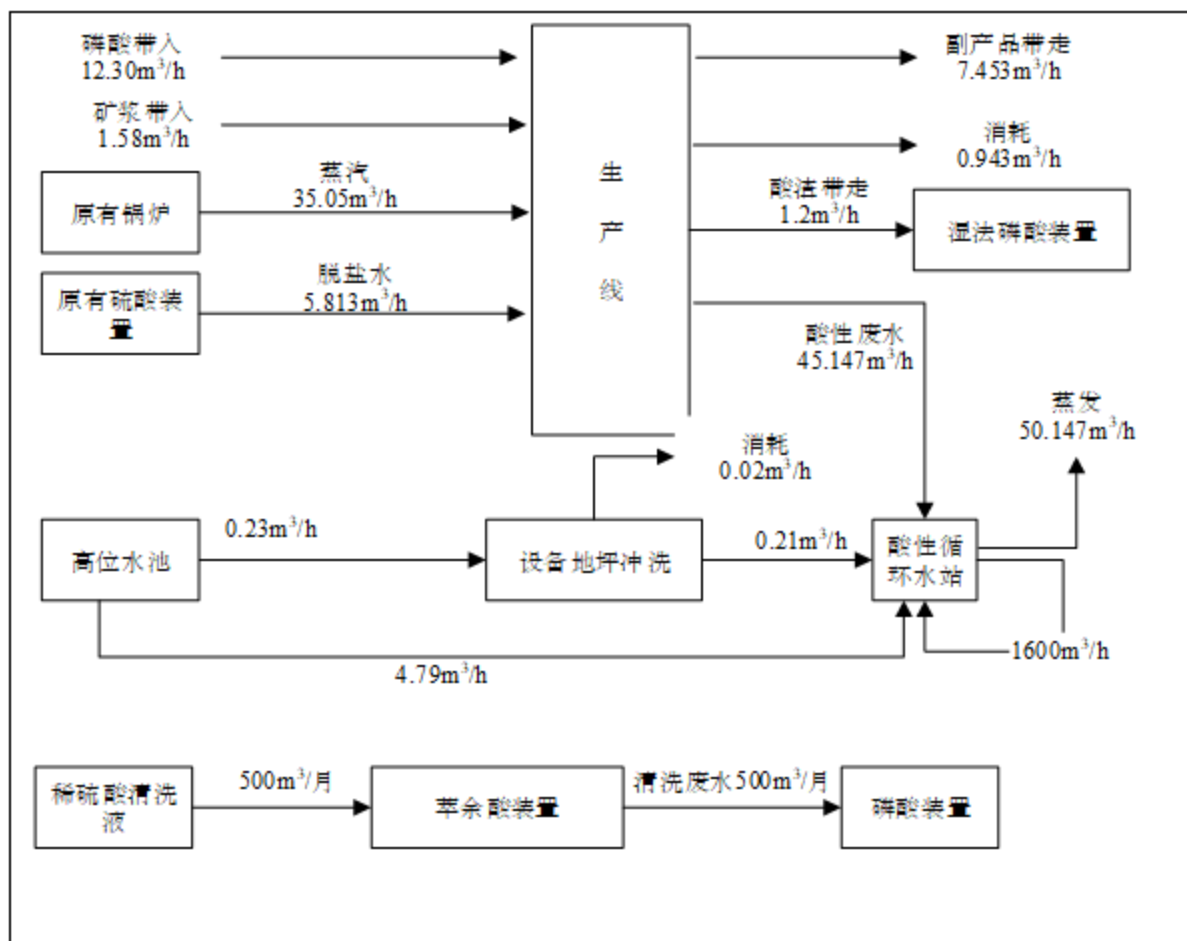 磷酸带入
12.30m³/h
副产品带走
7.453m³/h
矿浆带入
1.58m³/h
消耗
0.943m³/h
生
产
线
原有锅炉
蒸汽
35.05m³/h
酸渣带走
1.2m³/h
湿法磷酸装置
原有硫酸装
置
脱盐水
5.813m³/h
酸性废水
45.147m³/h
蒸发
50.147m³/h
消耗
0.02m³/h
高位水池
0.23m³/h
设备地坪冲洗
0.21m³/h
酸性循
环水站
4.79m³/h
1600m³/h
稀硫酸清洗
液
500m³/月
萃余酸装置
清洗废水500m³/月
磷酸装置